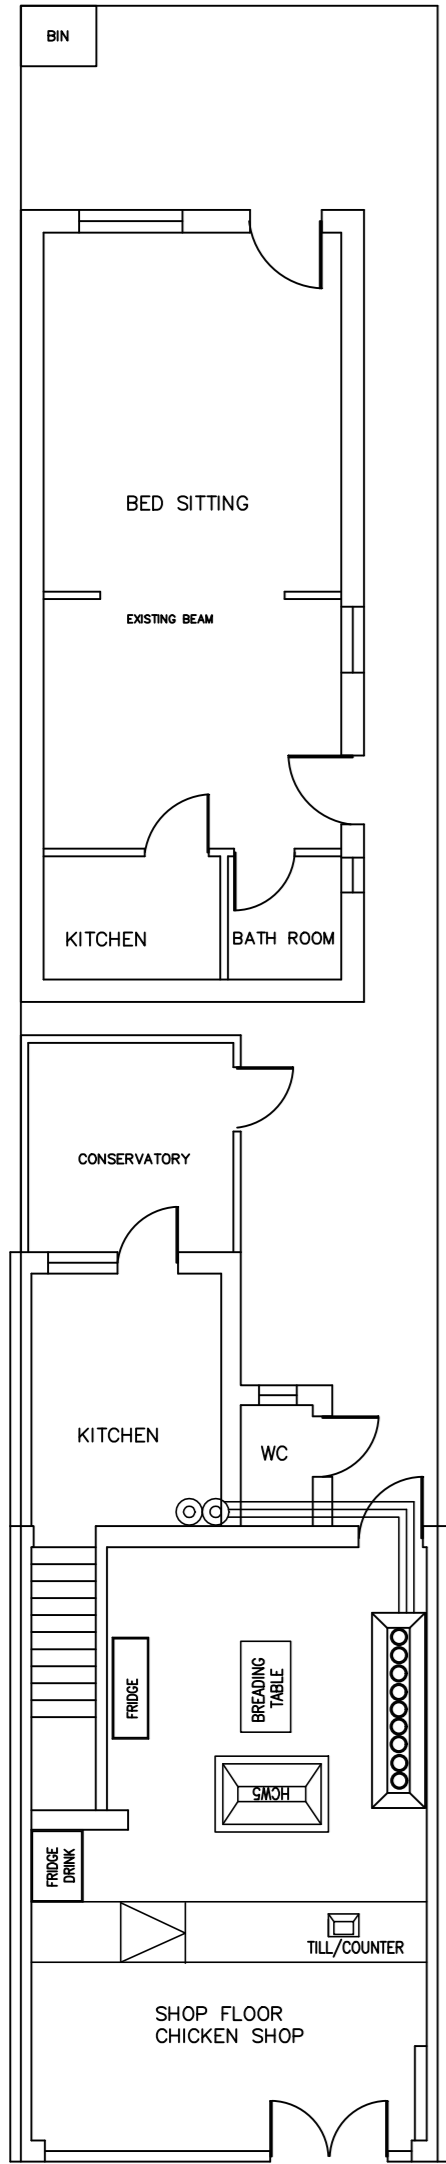 BIN
BED SITTING
EXISTING BEAM
KITCHEN
BATH ROOM
CONSERVATORY
KITCHEN
WC
FRIDGE
BREADING
TABLE
HCW5
FRIDGE
DRINK
TILL/COUNTER
SHOP FLOOR
CHICKEN SHOP